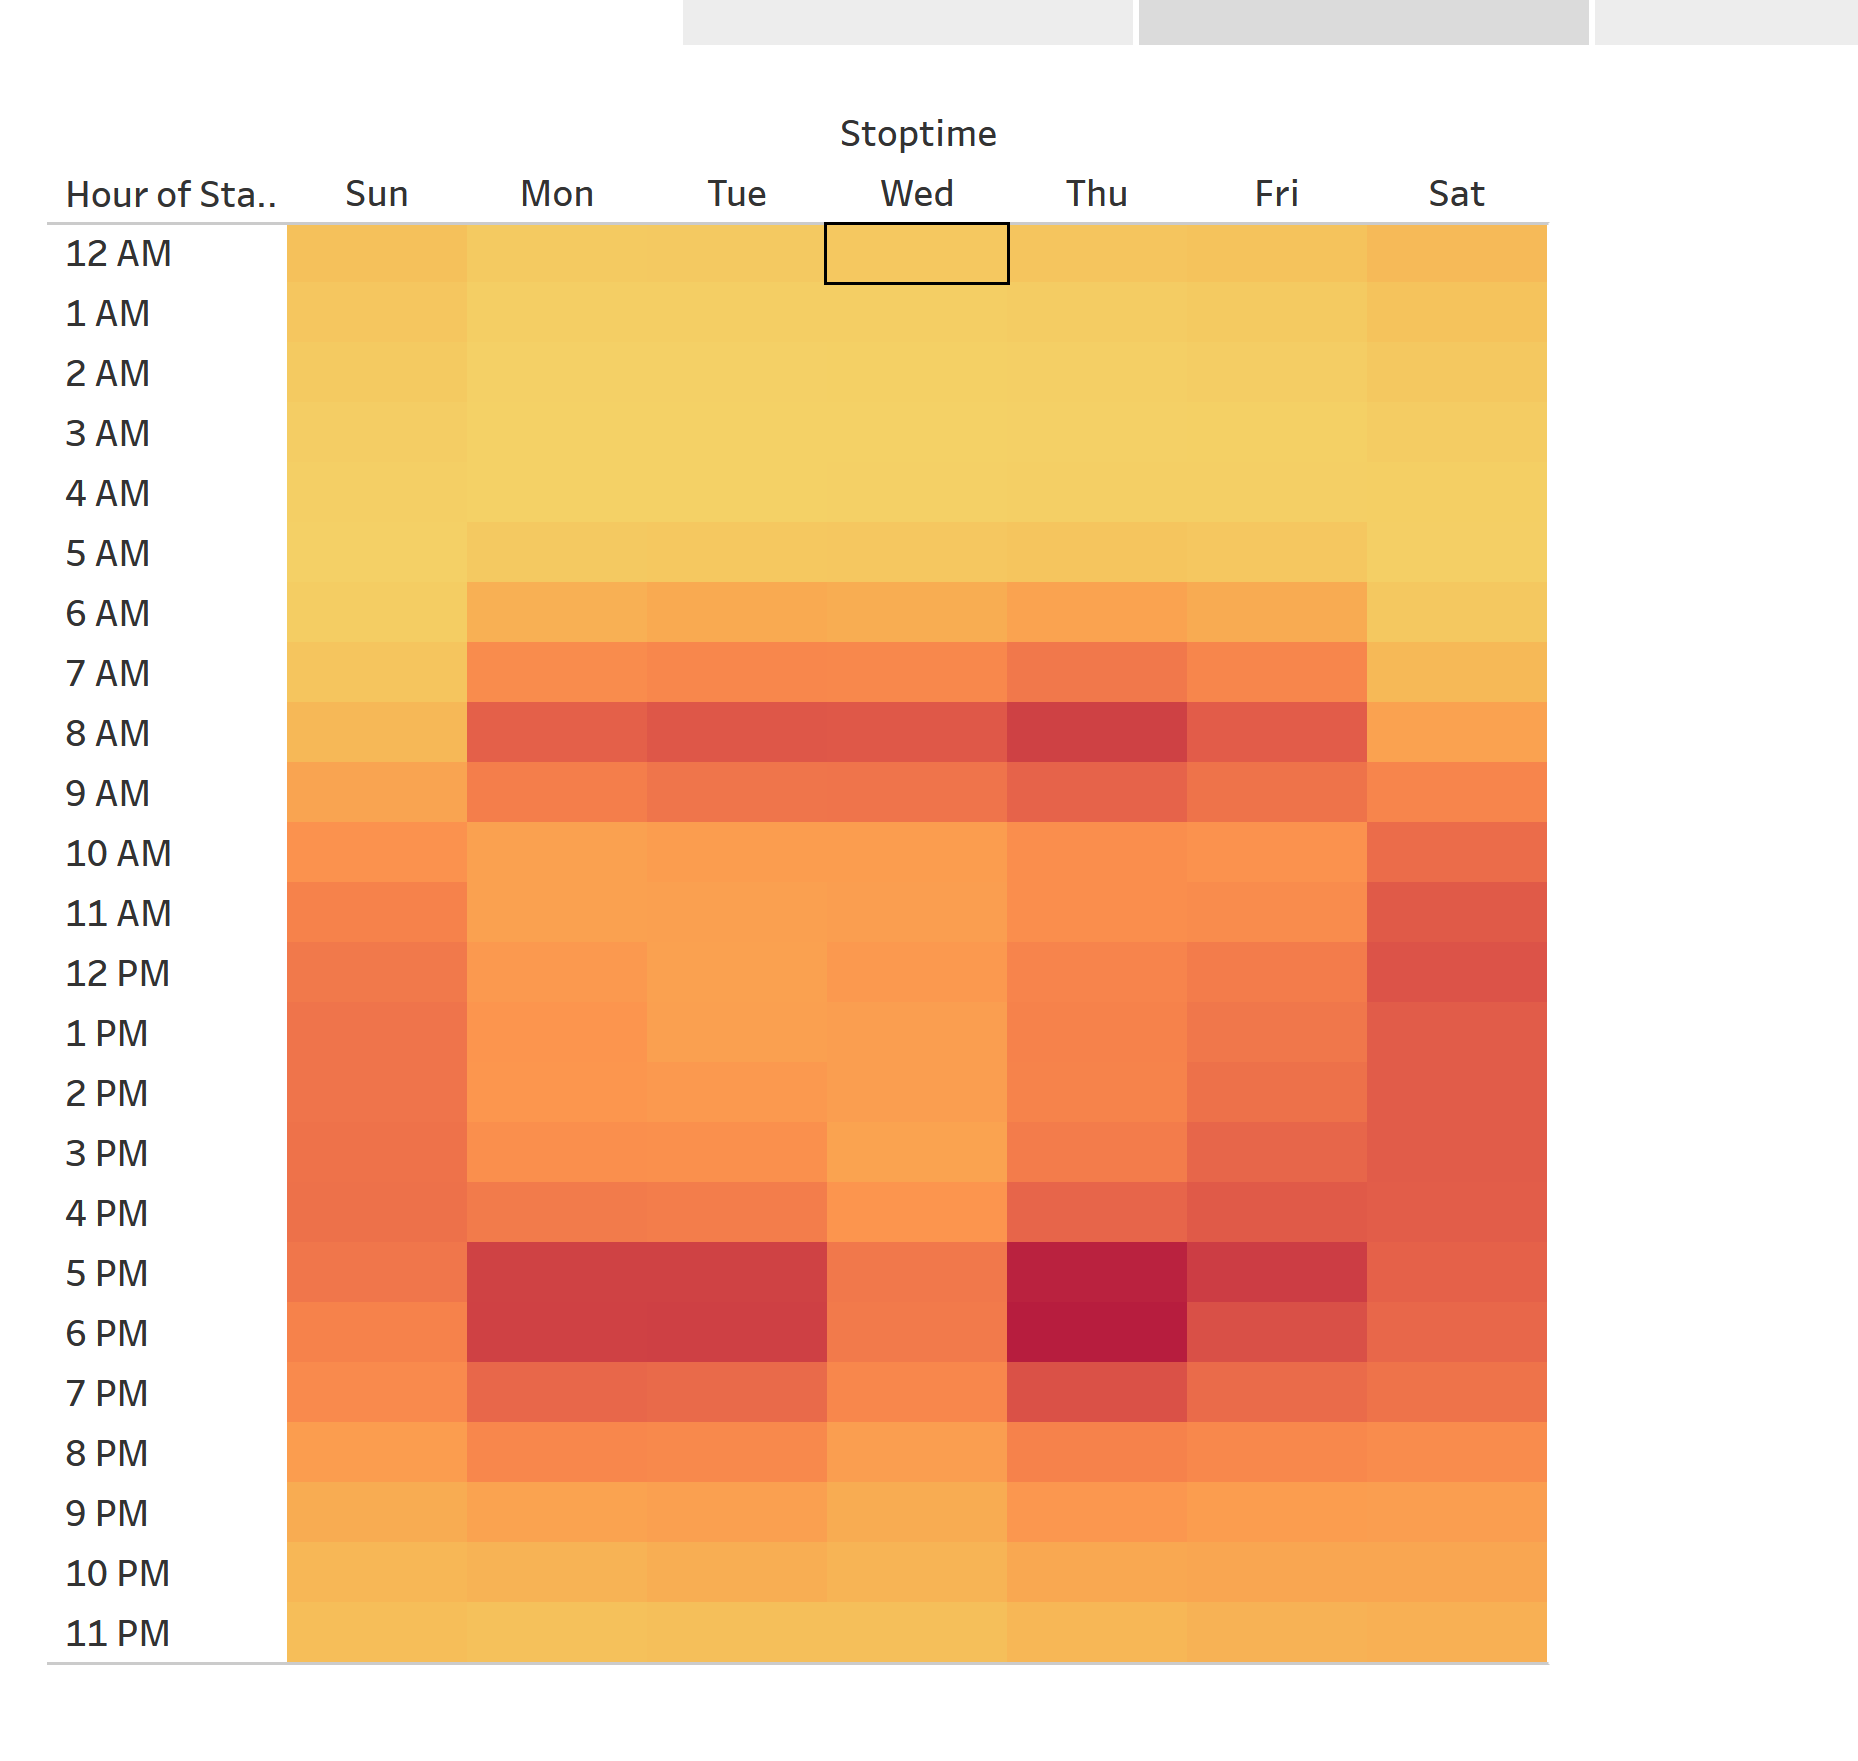 Stoptime
Hour of Sta.. Sun Mon Tue Wed Thu Fri Sat
12 AM
1 AM
2 AM
3 AM
4 AM
5 AM
6 AM
7 AM
8 AM
9 AM
10 AM
11 AM
12 PM
1 PM
2 PM
3 PM
4 PM
5 PM
6 PM
7 PM
8 PM
9 PM
10 PM
11 PM